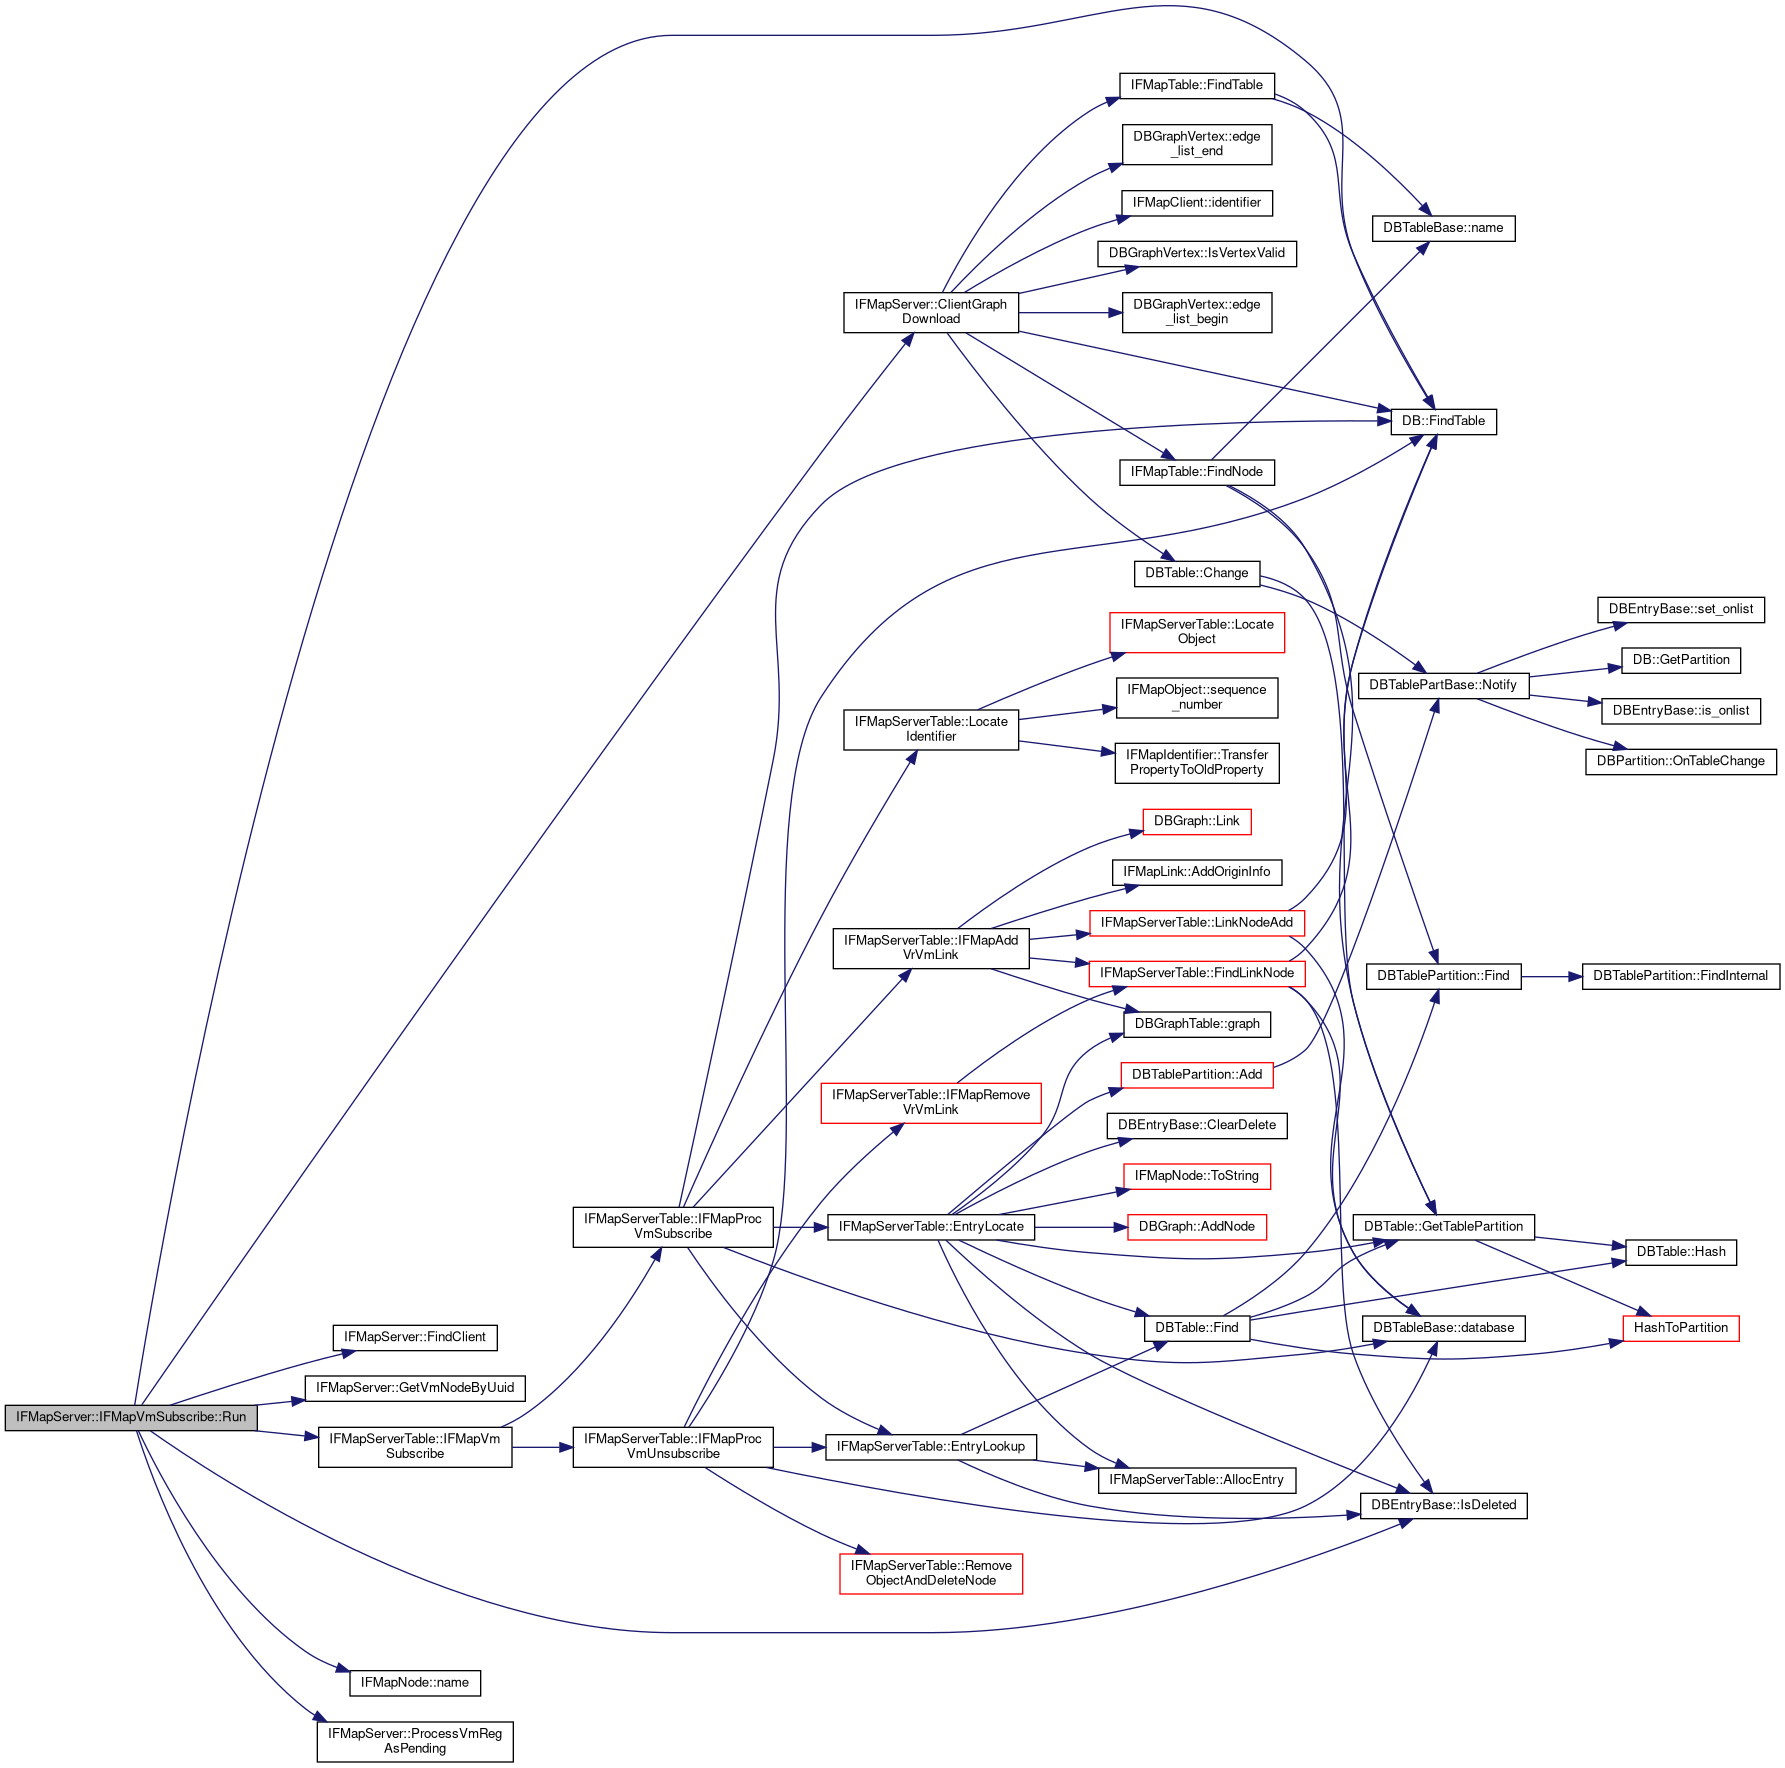 IFMapServer::IFMapVmSubscribe::Run
IFMapServer::FindClient
IFMapServer::GetVmNodeByUuid
IFMapServerTable::IFMapVm
Subscribe
IFMapNode::name
IFMapServer::ProcessVmReg
AsPending
IFMapServerTable::IFMapProc
VmSubscribe
IFMapServerTable::IFMapProc
VmUnsubscribe
IFMapServer::ClientGraph
Download
IFMapServerTable::Locate
Identifier
IFMapServerTable::IFMapAdd
VrVmLink
IFMapServerTable::IFMapRemove
VrVmLink
IFMapServerTable::EntryLocate
IFMapServerTable::EntryLookup
IFMapServerTable::Remove
ObjectAndDeleteNode
IFMapTable::FindTable
DBGraphVertex::edge
_list_end
IFMapClient::identifier
DBGraphVertex::IsVertexValid
DBGraphVertex::edge
_list_begin
IFMapTable::FindNode
DBTable::Change
IFMapServerTable::Locate
Object
IFMapObject::sequence
_number
IFMapIdentifier::Transfer
PropertyToOldProperty
DBGraph::Link
IFMapLink::AddOriginInfo
IFMapServerTable::LinkNodeAdd
IFMapServerTable::FindLinkNode
DBGraphTable::graph
DBTablePartition::Add
DBEntryBase::ClearDelete
IFMapNode::ToString
DBGraph::AddNode
DBTable::Find
IFMapServerTable::AllocEntry
DBTableBase::name
DB::FindTable
DBTablePartBase::Notify
DBTablePartition::Find
DBTable::GetTablePartition
DBTableBase::database
DBEntryBase::IsDeleted
DBEntryBase::set_onlist
DB::GetPartition
DBEntryBase::is_onlist
DBPartition::OnTableChange
DBTablePartition::FindInternal
DBTable::Hash
HashToPartition